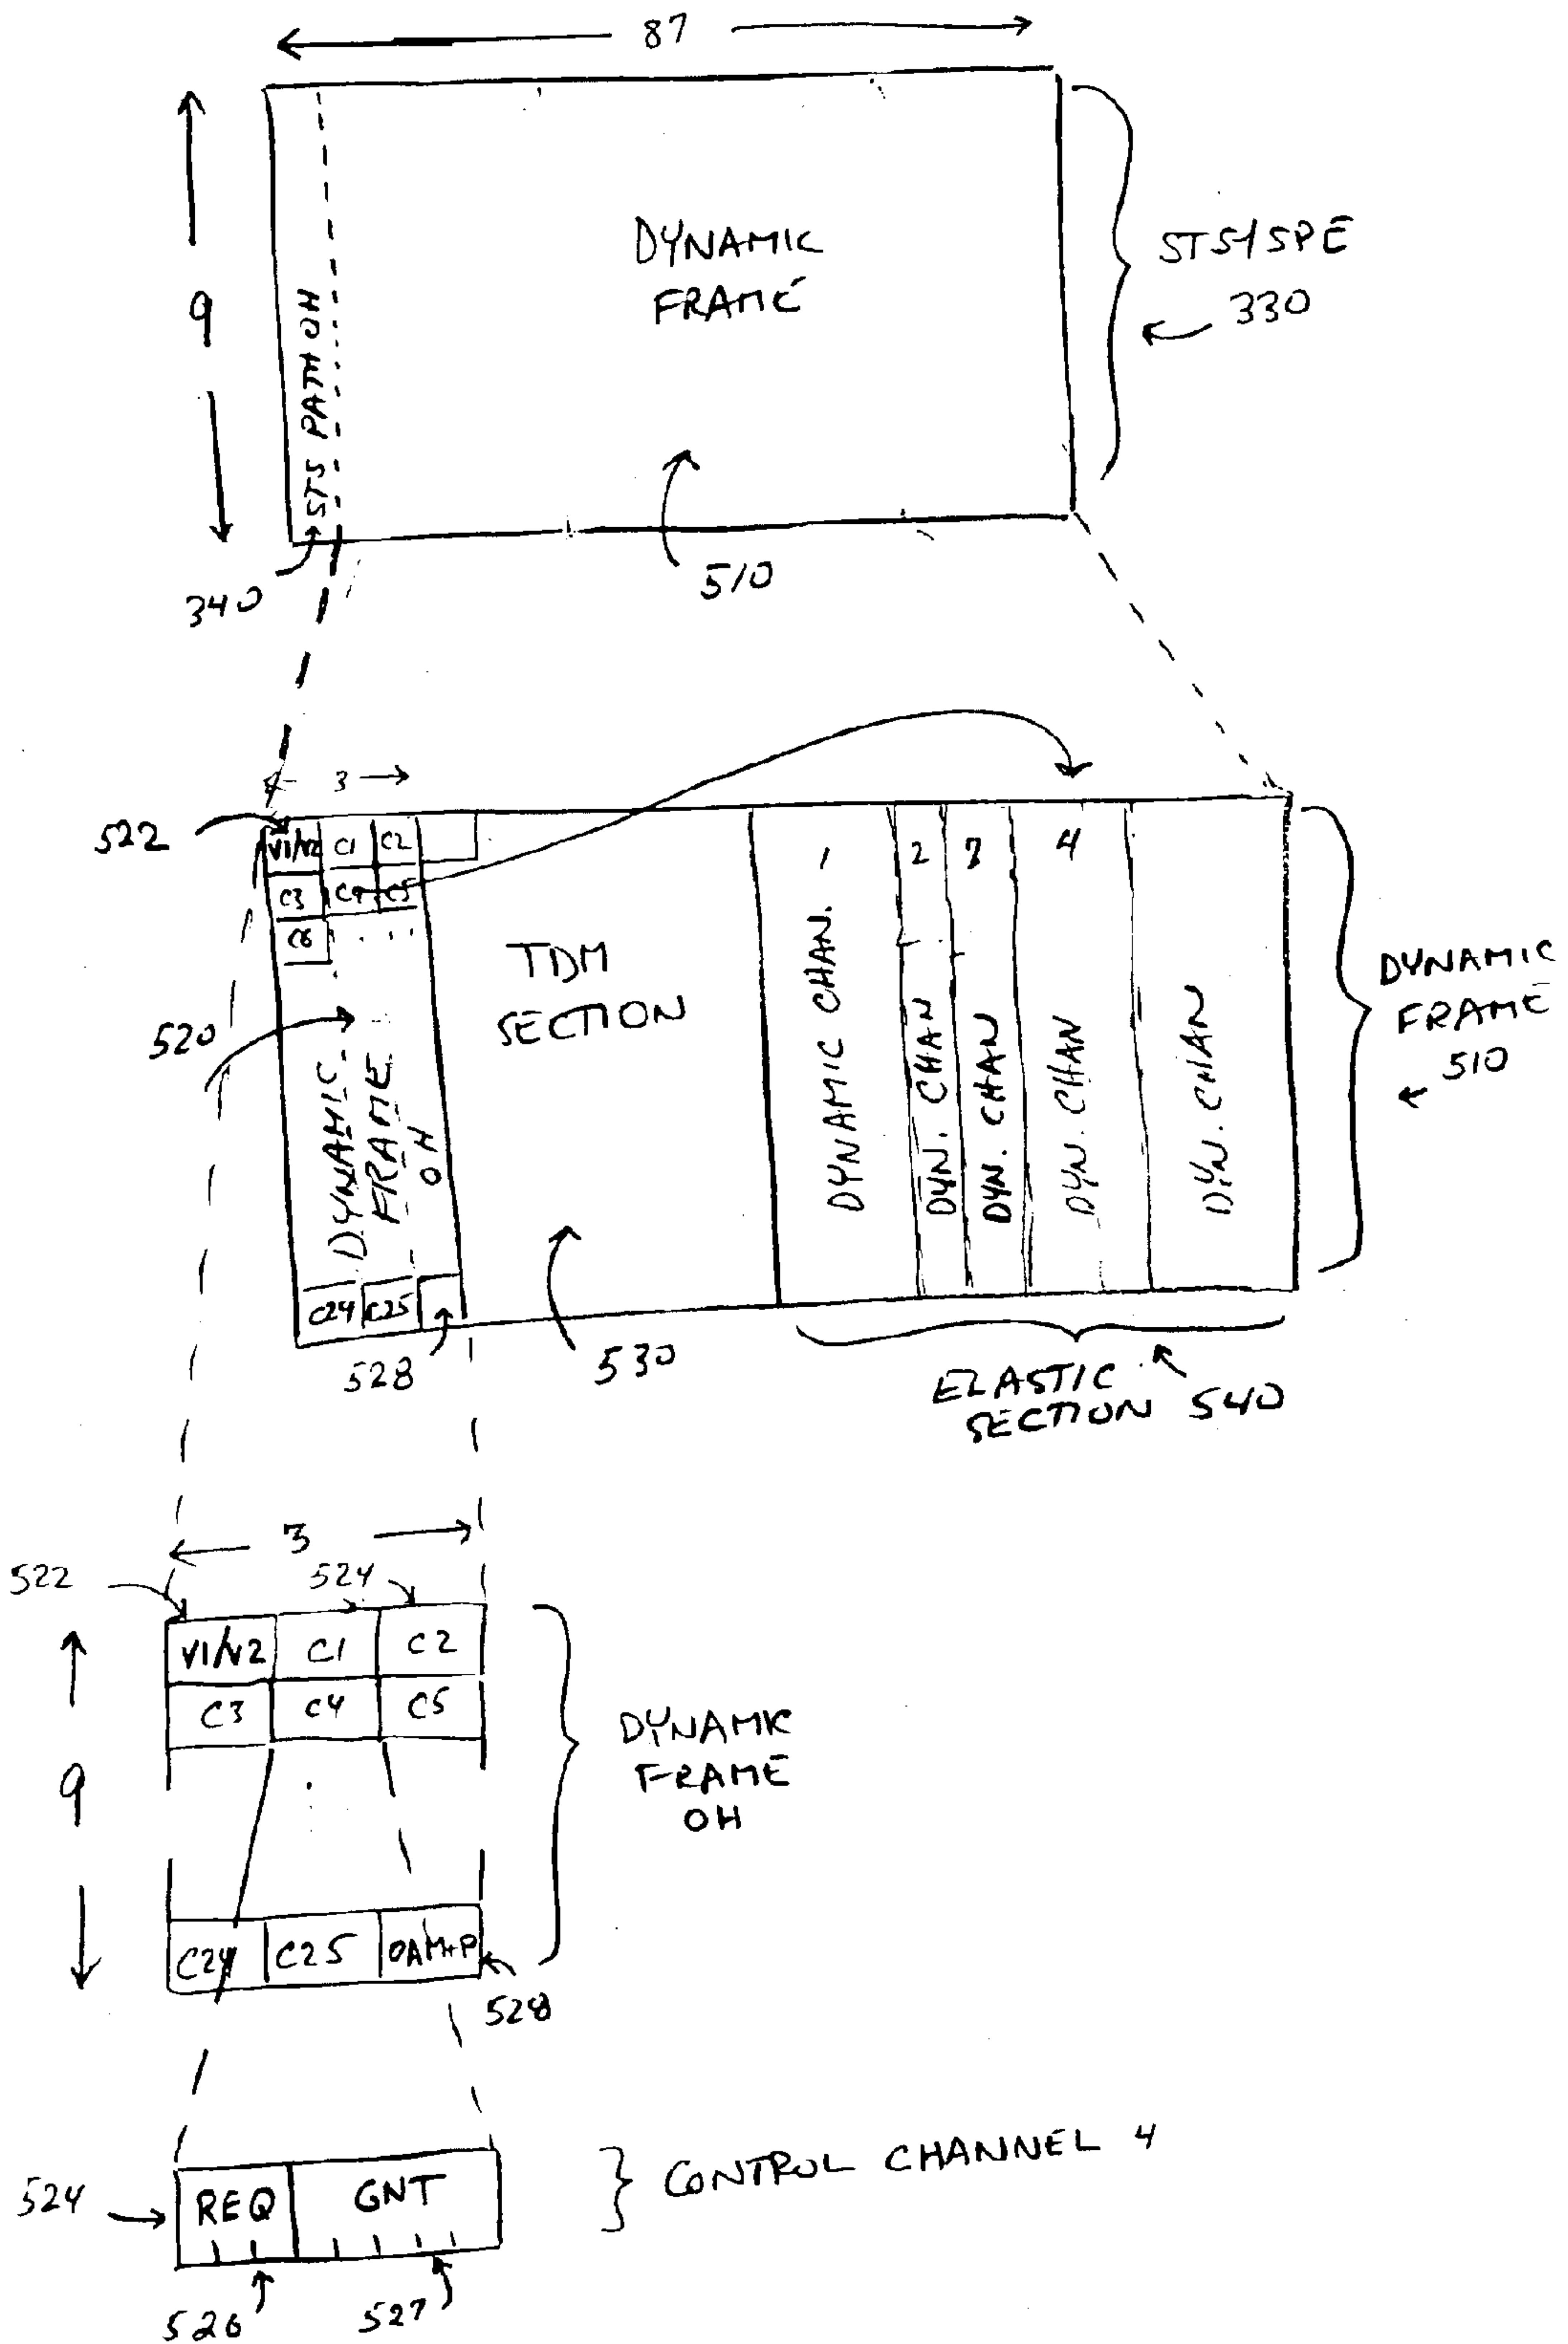 87
9
STS PATH OH
DYNAMIC
FRAME
STS1 SPE
330
340
510
3
522
V1/V2 C1 C2
C3 C4 C5
C6
520
DYNAMIC
FRAME
OH
C24 C25
528
TDM
SECTION
530
DYNAMIC CHAN. 1
DYN. CHAN 2
DYN. CHAN 3
DYN. CHAN 4
DYN. CHAN
DYNAMIC
FRAME
510
ELASTIC
SECTION 540
3
522
524
9
V1/V2 C1 C2
C3 C4 C5
C24 C25 OAM+P
528
DYNAMIC
FRAME
OH
524
REQ GNT
526
527
CONTROL CHANNEL 4